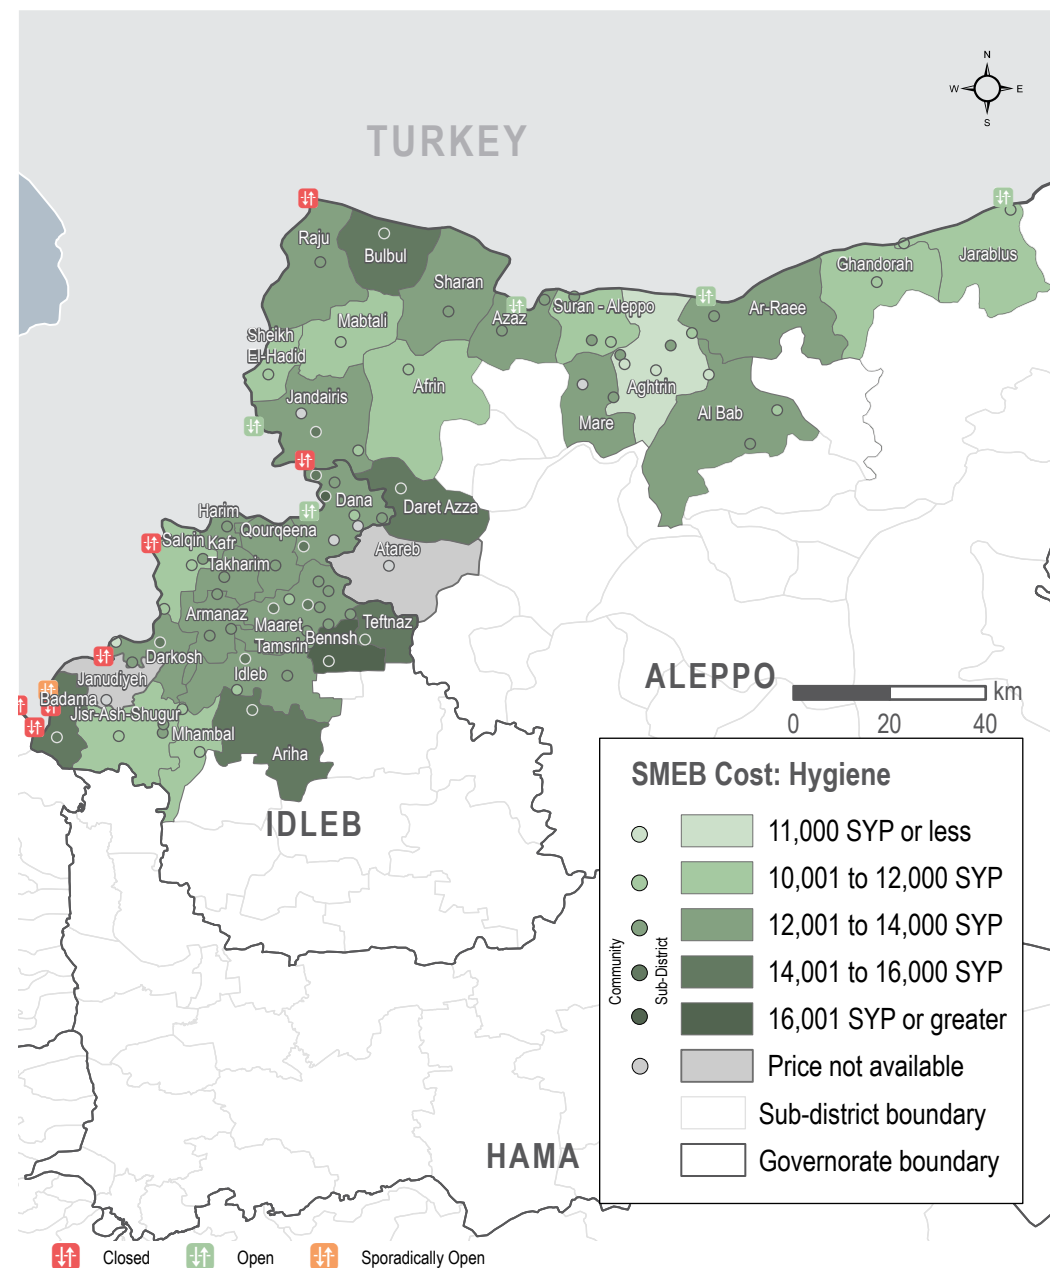 N
W E
S
TURKEY
Raju
Bulbul
Sharan
Ghandorah
Jarablus
Mabtali
Azaz
Suran - Aleppo
Ar-Raee
Sheikh
El-Hadid
Jandairis
Afrin
Aghtrin
Al Bab
Mare
Dana
Daret Azza
Harim
Qourqeena
Salqin
Kafr
Takharim
Atareb
Armanaz
Maaret
Tamsrin
Teftnaz
Bennsh
Darkosh
Idleb
Janudiyeh
Badama
Jisr-Ash-Shugur
Mhambal
Ariha
ALEPPO
km
0 20 40
IDLEB
HAMA
SMEB Cost: Hygiene
Community
Sub-District
11,000 SYP or less
10,001 to 12,000 SYP
12,001 to 14,000 SYP
14,001 to 16,000 SYP
16,001 SYP or greater
Price not available
Sub-district boundary
Governorate boundary
Closed
Open
Sporadically Open